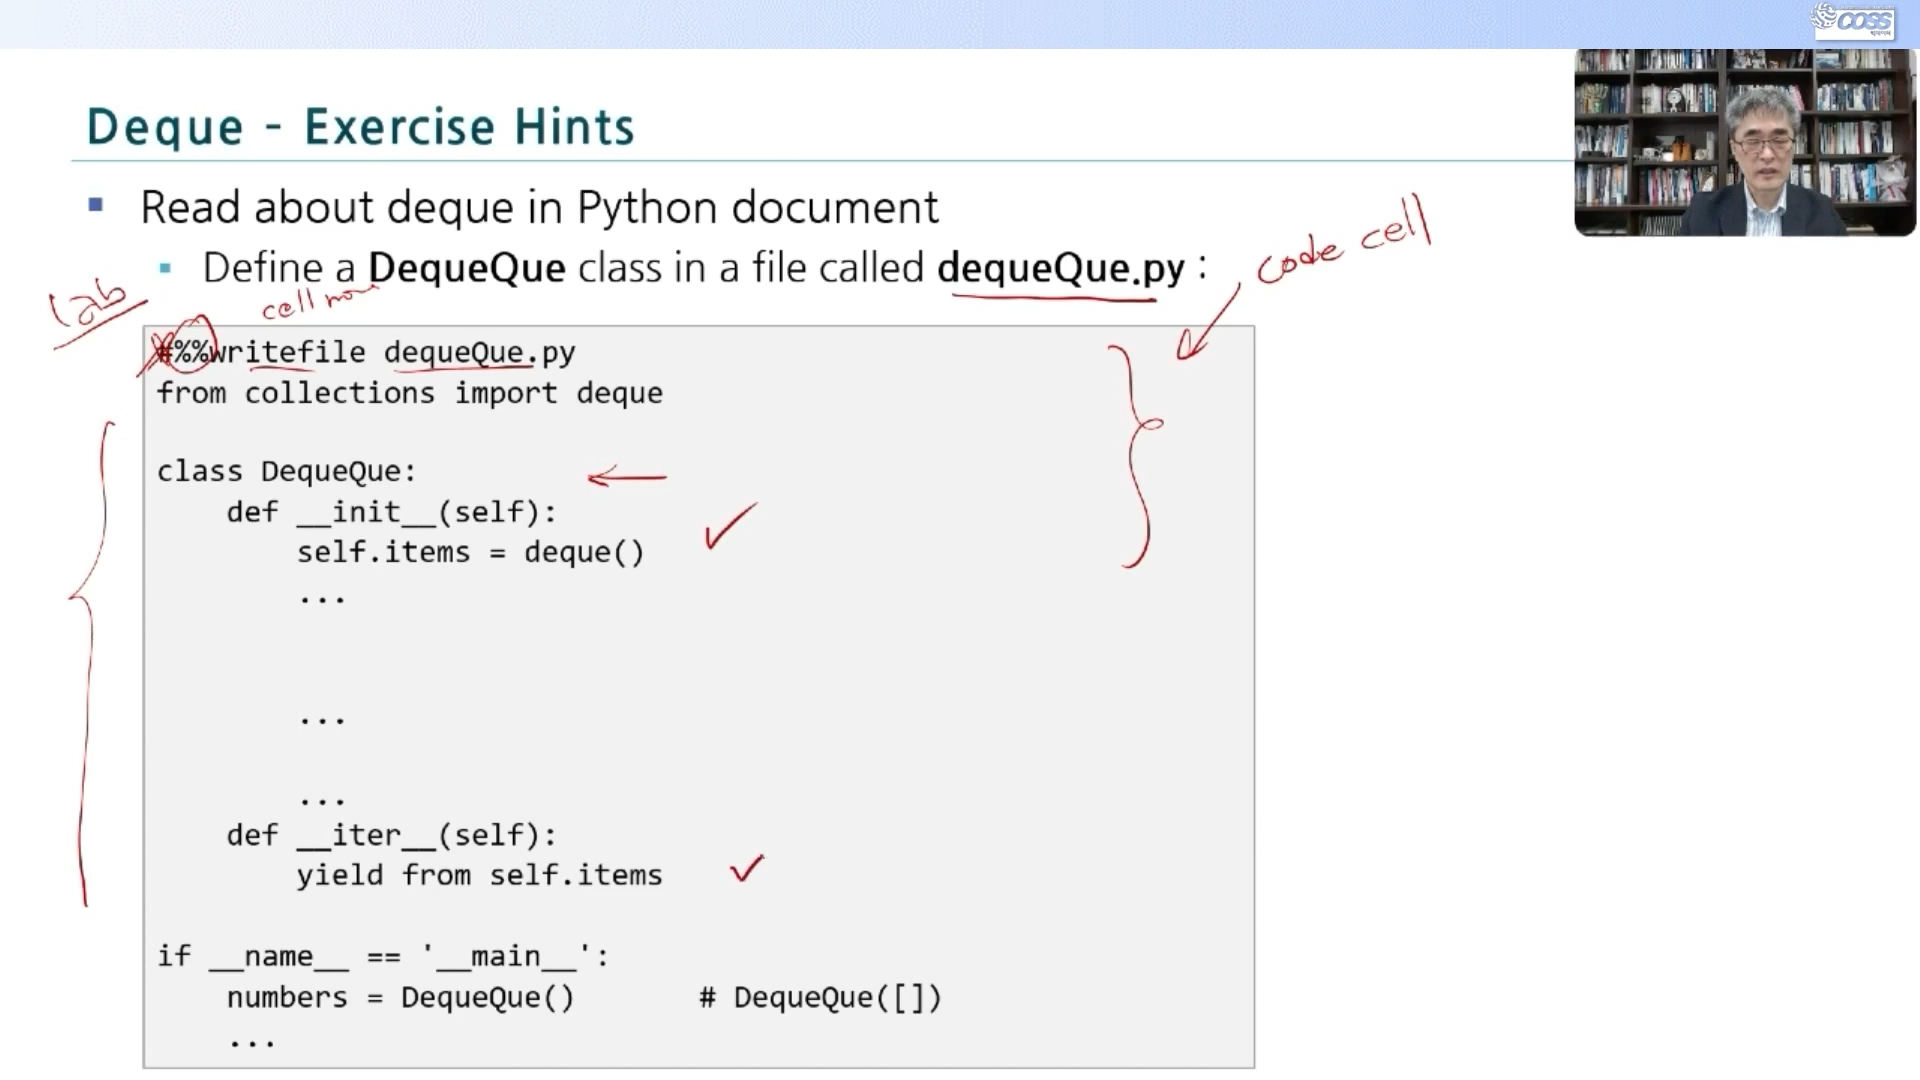 COSS
Deque - Exercise Hints
Read about deque in Python document
Define a DequeQue class in a file called dequeQue.py :
code cell
lab
cell
#%%writefile dequeQue.py
from collections import deque
class DequeQue:
def __init__(self):
self.items = deque()
...
...
...
def __iter__(self):
yield from self.items
if __name__ == '__main__':
numbers = DequeQue() # DequeQue([])
...